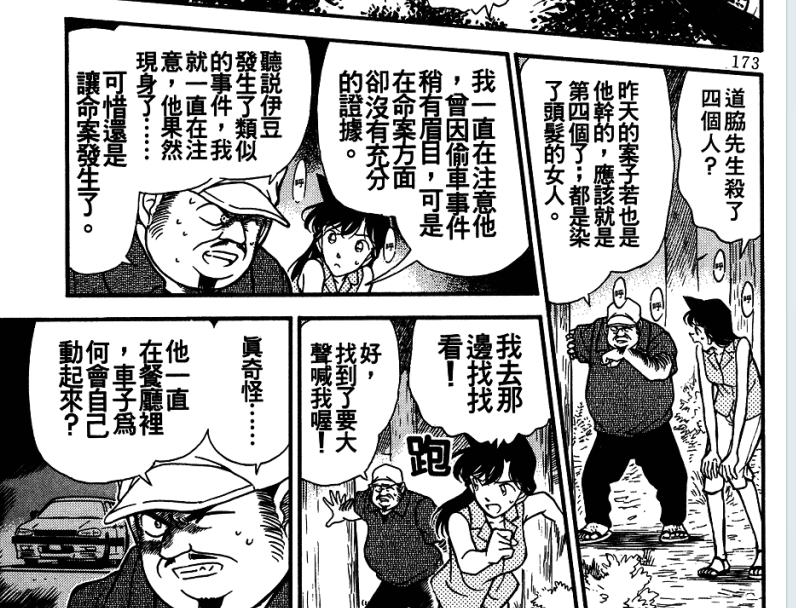 173
道脇先生殺了
四個人？
昨天的案子若也是
他幹的，應該就是
第四個了；都是染
了頭髮的女人。
呼
呼
呼
呼
我一直在注意他
，曾因偷車事件
稍有眉目，可是
在命案方面
卻沒有充分
的證據。
呼
呼
聽説伊豆
發生了類似
的事件，我
就一直在注
意，他果然
現身了……
可惜還是
讓命案發生了。
我去那
邊找找
看！
跑
好，
找到了要大
聲喊我喔！
眞奇怪……
他一直
在餐廳裡
，車子爲
何會自己
動起來？